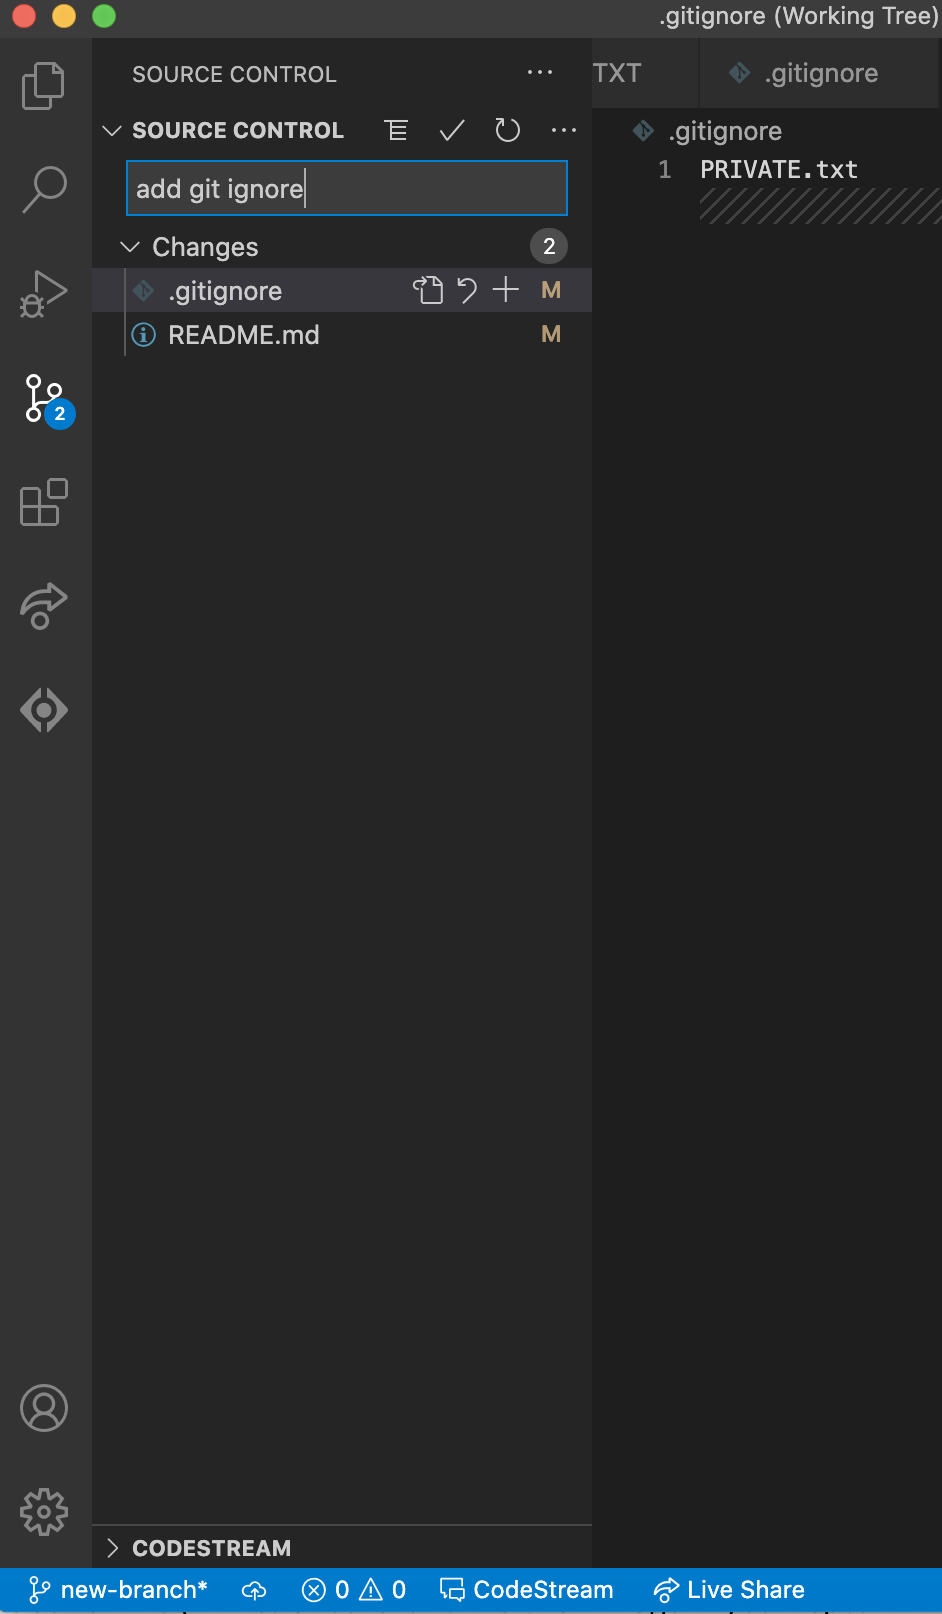 .gitignore (Working Tree)
SOURCE CONTROL
TXT
.gitignore
SOURCE CONTROL
.gitignore
add git ignore
1 PRIVATE.txt
Changes 2
.gitignore M
README.md M
2
CODESTREAM
new-branch* 0 0 CodeStream Live Share